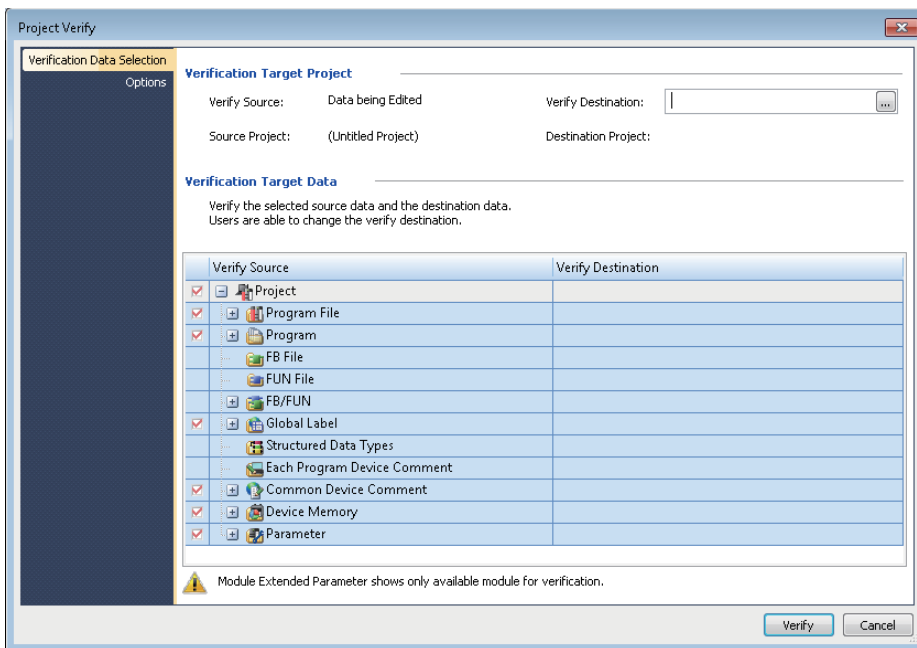 Project Verify
Verification Data Selection
Options
Verification Target Project
Verify Source: Data being Edited Verify Destination: ...
Source Project: (Untitled Project) Destination Project:
Verification Target Data
Verify the selected source data and the destination data.
Users are able to change the verify destination.
Verify Source Verify Destination
Project
Program File
Program
FB File
FUN File
FB/FUN
Global Label
Structured Data Types
Each Program Device Comment
Common Device Comment
Device Memory
Parameter
Module Extended Parameter shows only available module for verification.
Verify Cancel